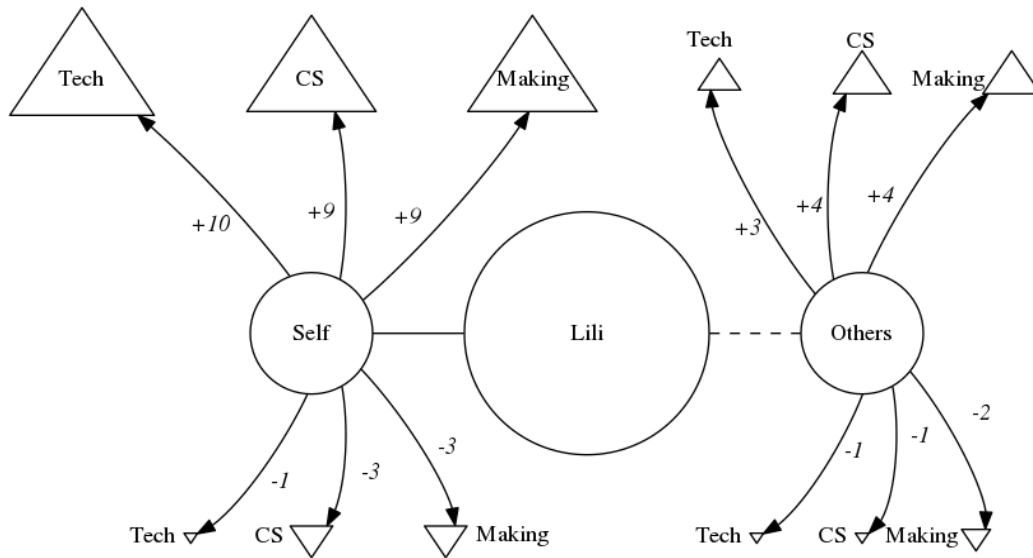 Tech
CS
Making
Tech
CS
Making
+10
+9
+9
+3
+4
+4
Self
Lili
Others
-1
-3
-3
-1
-1
-2
Tech
CS
Making
Tech
CS
Making